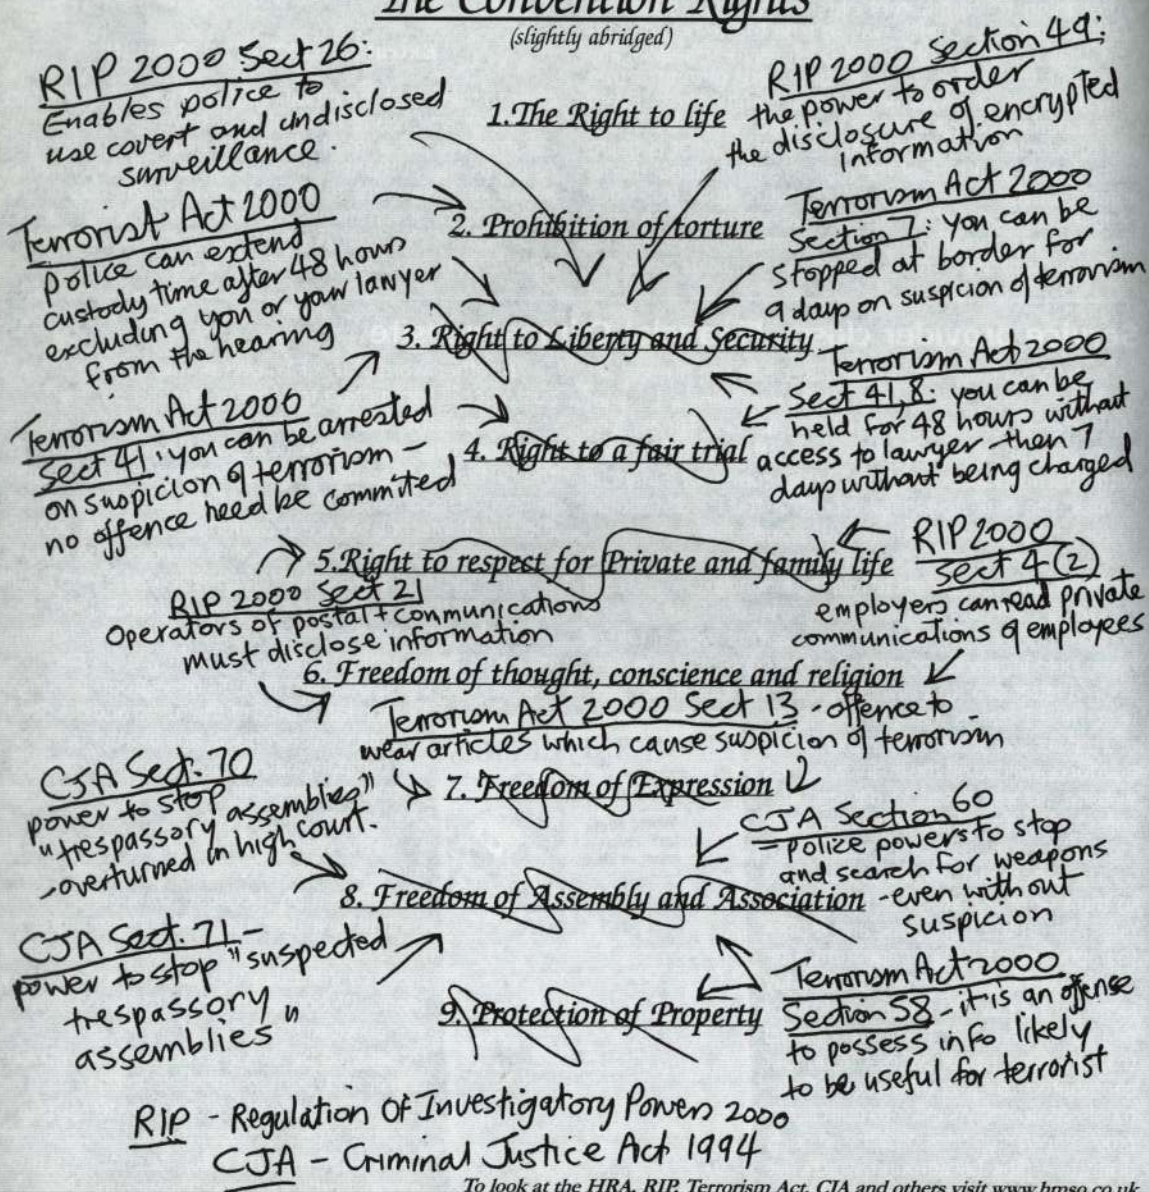 The Convention Rights
(slightly abridged)
RIP 2000 Sect 26:
Enables police to
use covert and undisclosed
surveillance.
1.The Right to life
RIP 2000 Section 49:
the power to order
the disclosure of encrypted
information
Terrorist Act 2000
Police can extend
custody time after 48 hours
excluding you or your lawyer
from the hearing
2. Prohibition of torture
Terrorism Act 2000
Section 7: you can be
stopped at border for
9 days on suspicion of terrorism
3. Right to Liberty and Security
Terrorism Act 2000
Sect 41,8: you can be
held for 48 hours without
access to lawyer - then 7
days without being charged
Terrorism Act 2000
Sect 41: you can be arrested
on suspicion of terrorism -
no offence need be commited
4. Right to a fair trial
5.Right to respect for Private and family life
RIP 2000
Sect 4 (2)
employers can read private
communications of employees
RIP 2000 Sect 21
Operators of postal + communications
must disclose information
6. Freedom of thought, conscience and religion
Terrorism Act 2000 Sect 13 - offence to
wear articles which cause suspicion of terrorism
7. Freedom of Expression
CJA Sect. 70
power to stop
"trespassory assemblies"
- overturned in high court.
CJA Section 60
- police powers to stop
and search for weapons
- even without
suspicion
8. Freedom of Assembly and Association
CJA Sect. 71 -
power to stop "suspected
trespassory
assemblies"
9. Protection of Property
Terrorism Act 2000
Section 58 - it is an offense
to possess info likely
to be useful for terrorist
RIP - Regulation Of Investigatory Powers 2000
CJA - Criminal Justice Act 1994
To look at the HRA, RIP, Terrorism Act, CJA and others visit www.hmso.co.uk